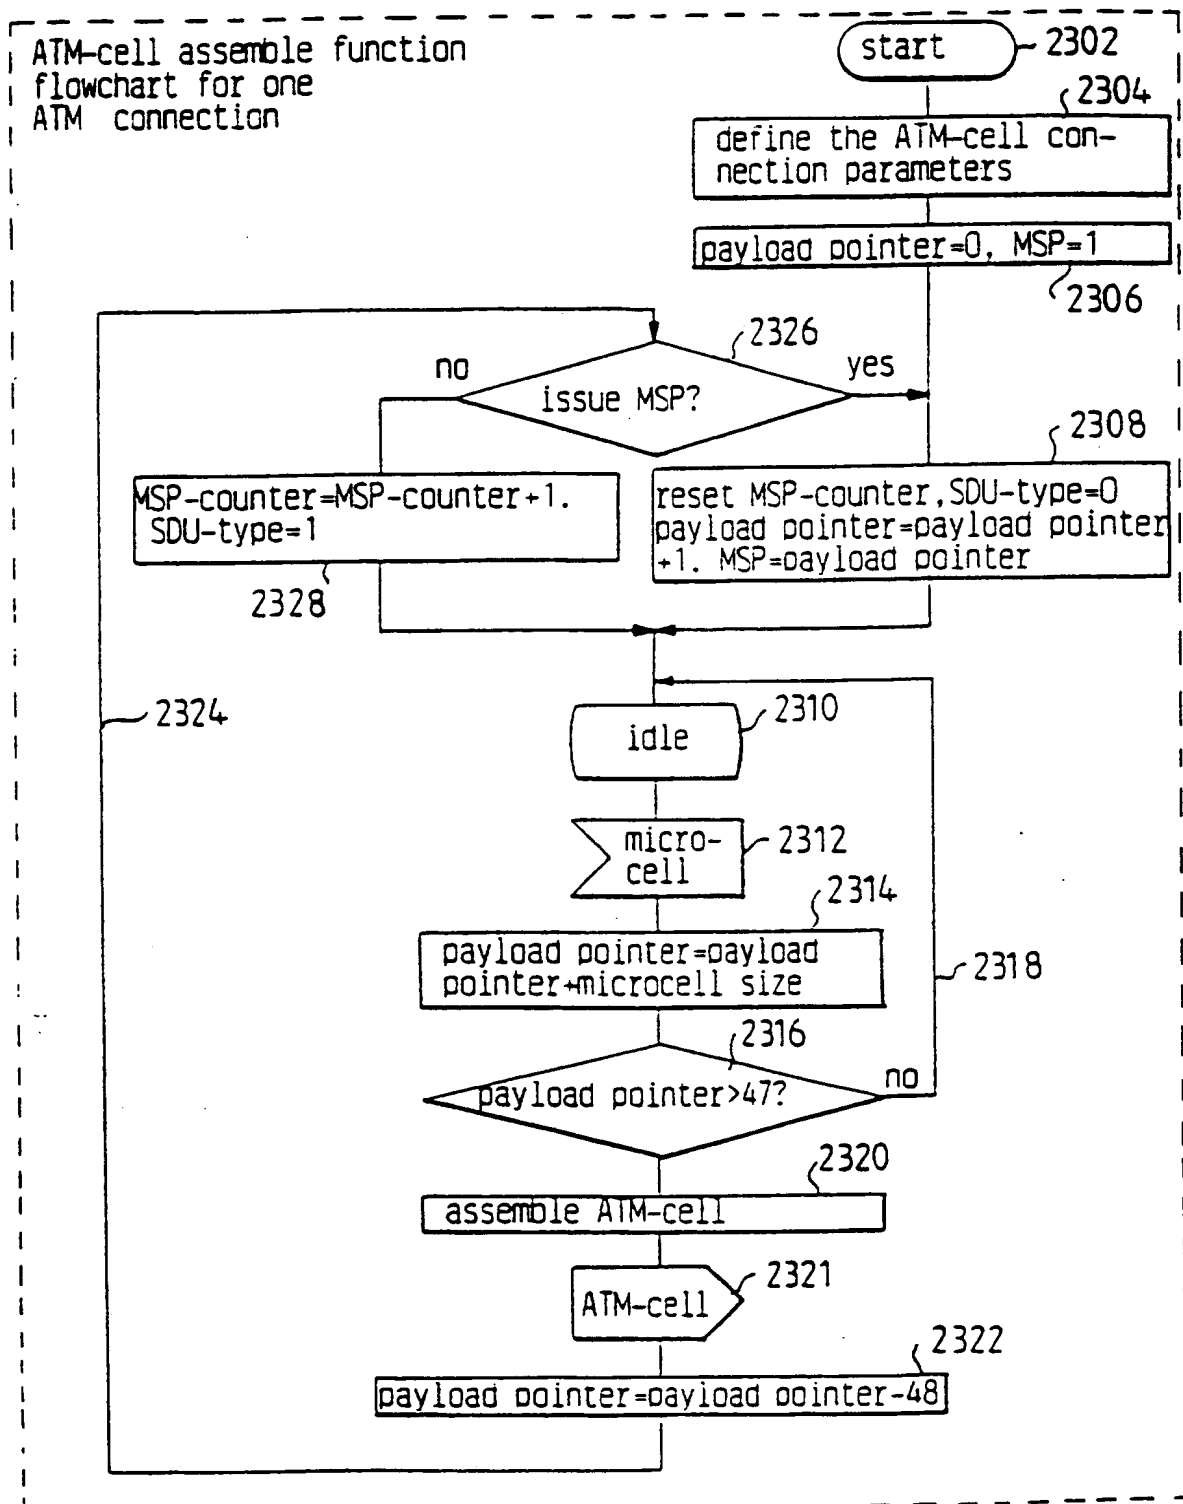 ATM-cell assemble function
flowchart for one
ATM connection
start
2302
2304
define the ATM-cell con-
nection parameters
payload pointer=0, MSP=1
2306
2326
no
yes
issue MSP?
2308
MSP-counter=MSP-counter+1.
SDU-type=1
reset MSP-counter,SDU-type=0
payload pointer=payload pointer
+1. MSP=payload pointer
2328
2324
2310
idle
micro-
cell
2312
2314
payload pointer=payload
pointer+microcell size
2318
2316
payload pointer>47?
no
2320
assemble ATM-cell
2321
ATM-cell
2322
payload pointer=payload pointer-48